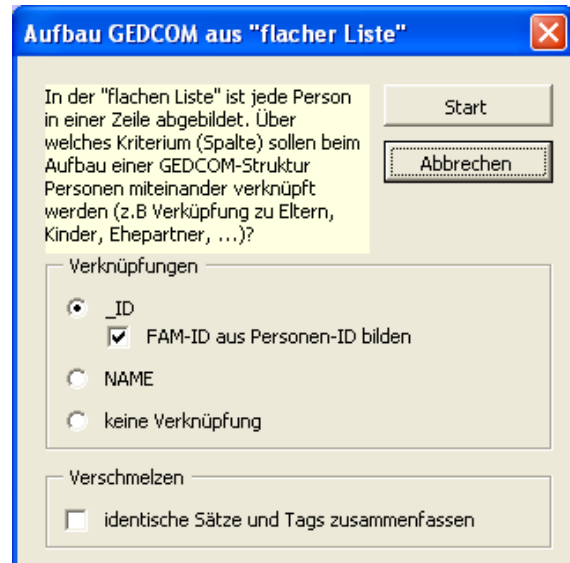 Aufbau GEDCOM aus "flacher Liste"
In der "flachen Liste" ist jede Person
in einer Zeile abgebildet. Über
welches Kriterium (Spalte) sollen beim
Aufbau einer GEDCOM-Struktur
Personen miteinander verknüpft
werden (z.B Verküpfung zu Eltern,
Kinder, Ehepartner, ...)?
Start
Abbrechen
Verknüpfungen
_ID
FAM-ID aus Personen-ID bilden
NAME
keine Verknüpfung
Verschmelzen
identische Sätze und Tags zusammenfassen